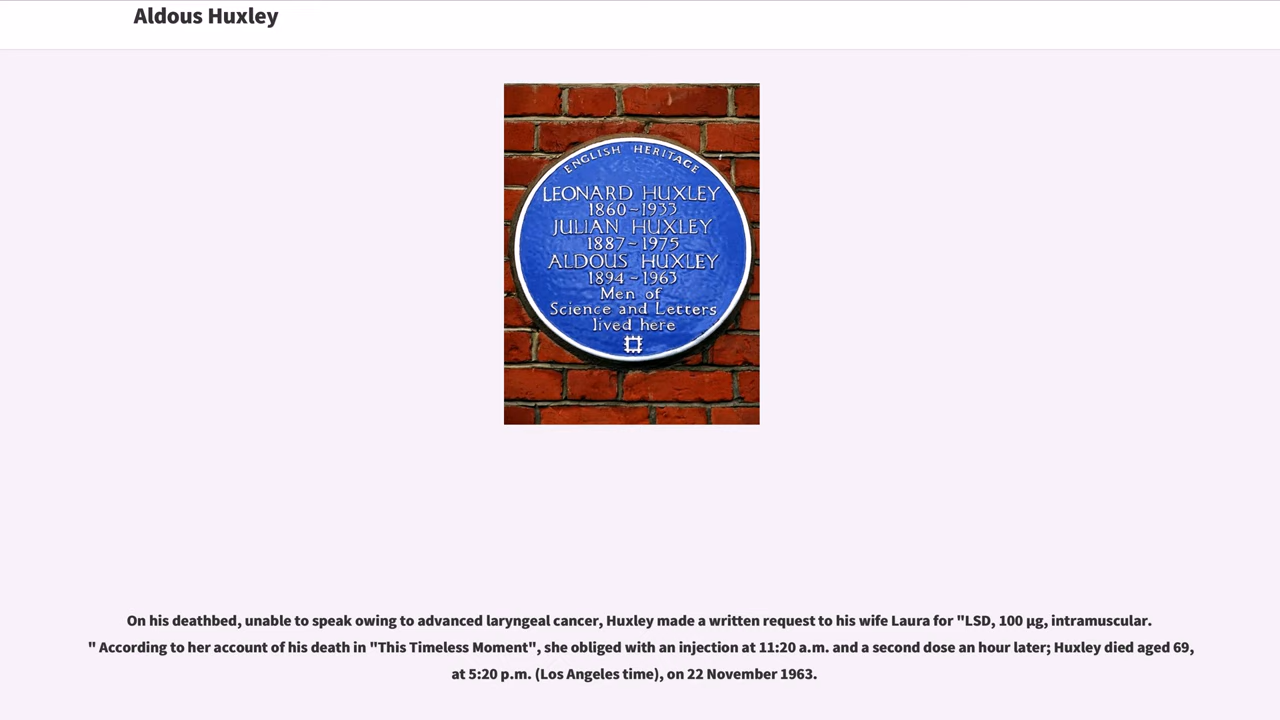 Aldous Huxley
ENGLISH HERITAGE
LEONARD HUXLEY
1860-1933
JULIAN HUXLEY
1887-1975
ALDOUS HUXLEY
1894-1963
Men of
Science and Letters
lived here
On his deathbed, unable to speak owing to advanced laryngeal cancer, Huxley made a written request to his wife Laura for "LSD, 100 µg, intramuscular.
" According to her account of his death in "This Timeless Moment", she obliged with an injection at 11:20 a.m. and a second dose an hour later; Huxley died aged 69,
at 5:20 p.m. (Los Angeles time), on 22 November 1963.